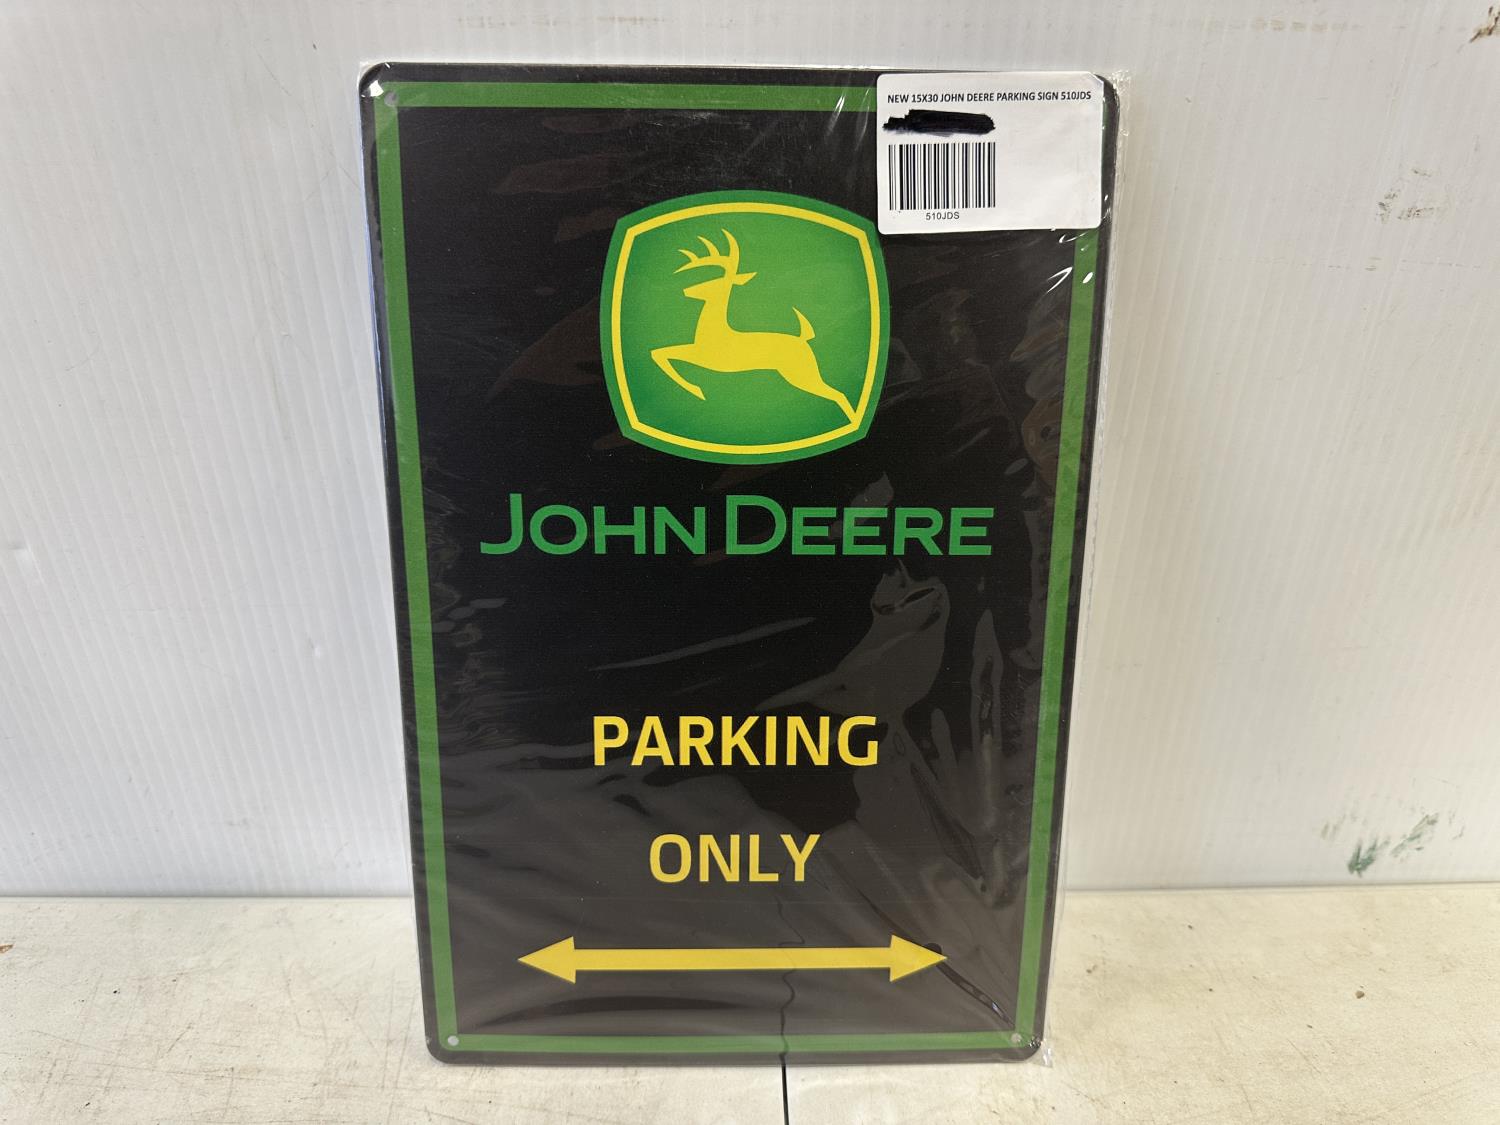 NEW 15X30 JOHN DEERE PARKING SIGN 510JDS
510JDS
JOHN DEERE
PARKING
ONLY